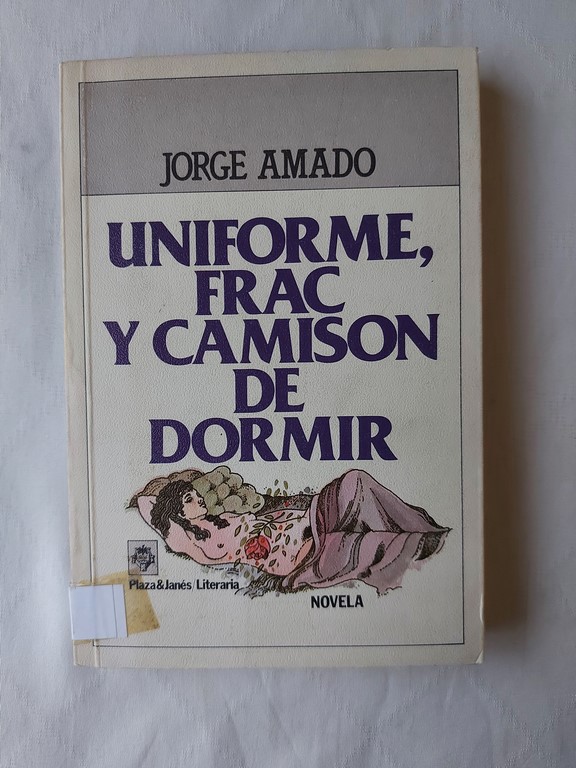 JORGE AMADO
UNIFORME,
FRAC
Y CAMISON
DE
DORMIR
Plaza&Janés/Literaria
NOVELA